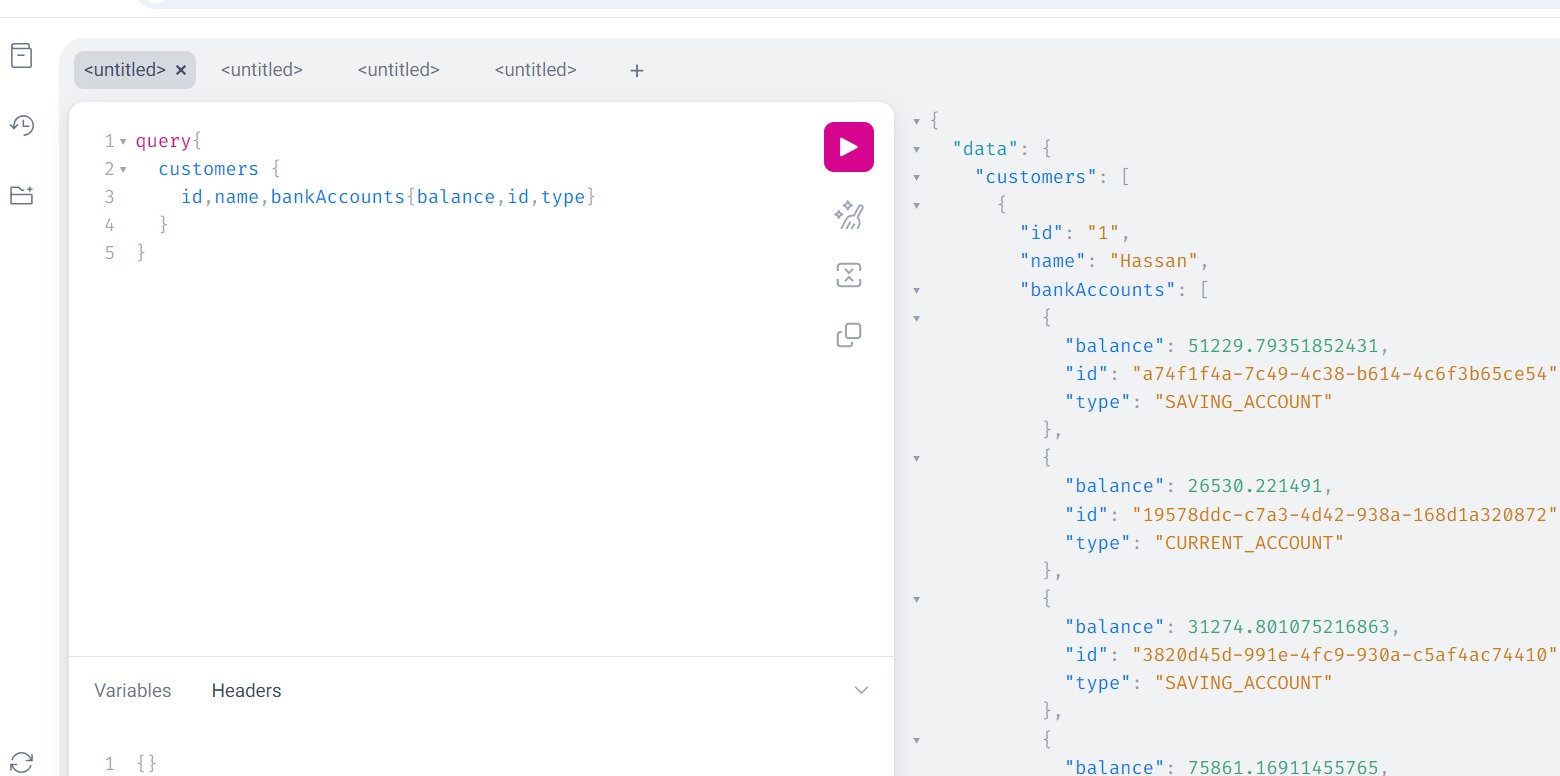 <untitled> × <untitled> <untitled> <untitled> +
1 query{
2 customers {
3 id,name,bankAccounts{balance,id,type}
4 }
5 }
Variables Headers
1 {}
{
"data": {
"customers": [
{
"id": "1",
"name": "Hassan",
"bankAccounts": [
{
"balance": 51229.79351852431,
"id": "a74f1f4a-7c49-4c38-b614-4c6f3b65ce54"
"type": "SAVING_ACCOUNT"
},
{
"balance": 26530.221491,
"id": "19578ddc-c7a3-4d42-938a-168d1a320872"
"type": "CURRENT_ACCOUNT"
},
{
"balance": 31274.801075216863,
"id": "3820d45d-991e-4fc9-930a-c5af4ac74410"
"type": "SAVING_ACCOUNT"
},
{
"balance": 75861.16911455765,